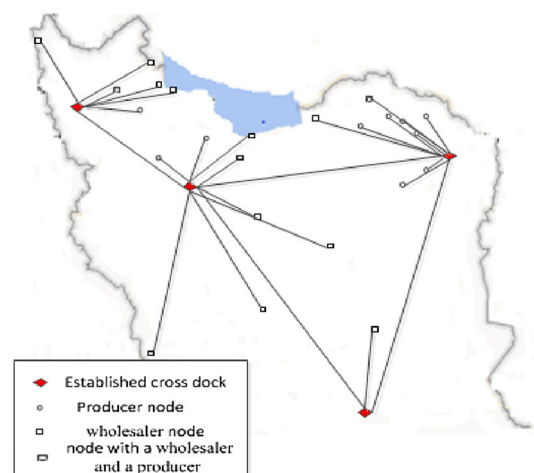 Established cross dock
Producer node
wholesaler node
node with a wholesaler
and a producer